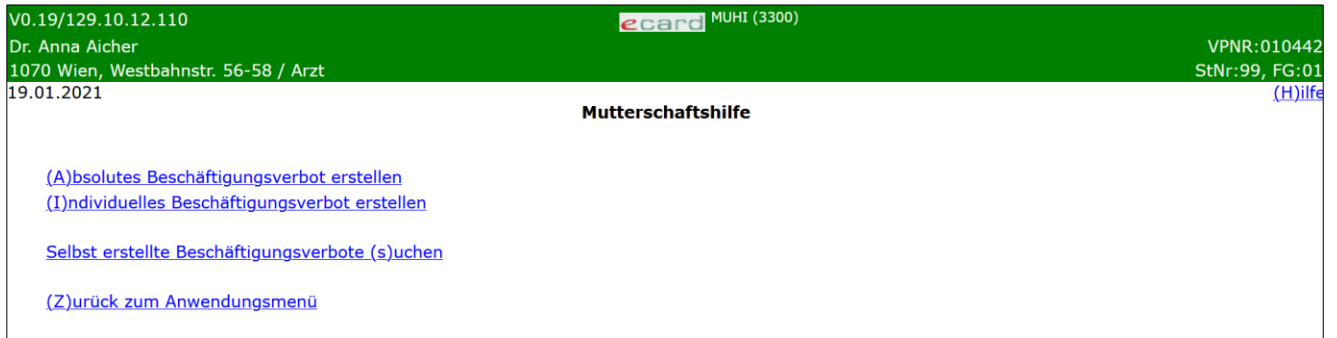 V0.19/129.10.12.110 ecard MUHI (3300)
Dr. Anna Aicher VPNR:010442
1070 Wien, Westbahnstr. 56-58 / Arzt StNr:99, FG:01
19.01.2021 (H)ilfe
Mutterschaftshilfe
(A)bsolutes Beschäftigungsverbot erstellen
(I)ndividuelles Beschäftigungsverbot erstellen
Selbst erstellte Beschäftigungsverbote (s)uchen
(Z)urück zum Anwendungsmenü